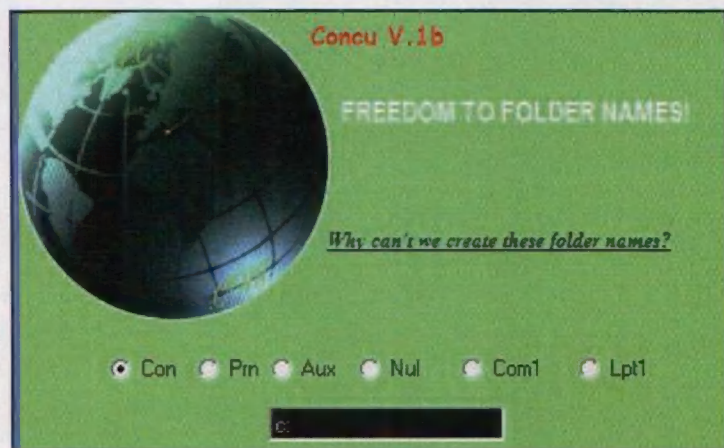 Concu V.1b
FREEDOM TO FOLDER NAMES!
Why can't we create these folder names?
Con Prn Aux Nul Com1 Lpt1
c: